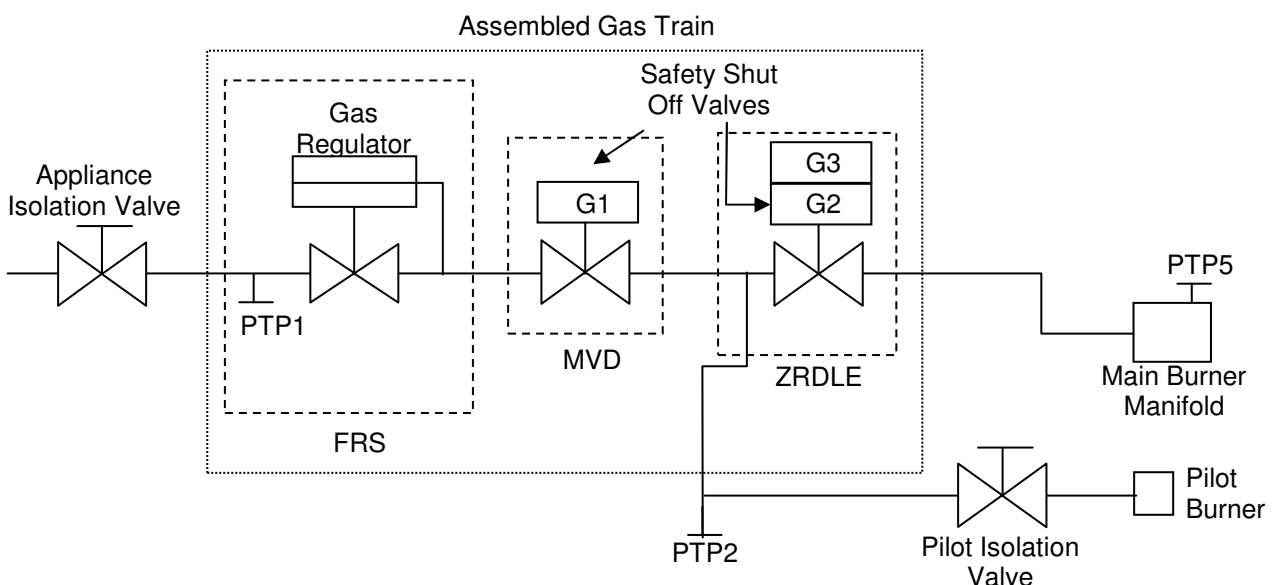 Assembled Gas Train
Safety Shut
Off Valves
Gas
Regulator
Appliance
Isolation Valve
G1
G3
G2
PTP1
PTP5
MVD
ZRDLE
Main Burner
Manifold
FRS
Pilot
Burner
PTP2
Pilot Isolation
Valve